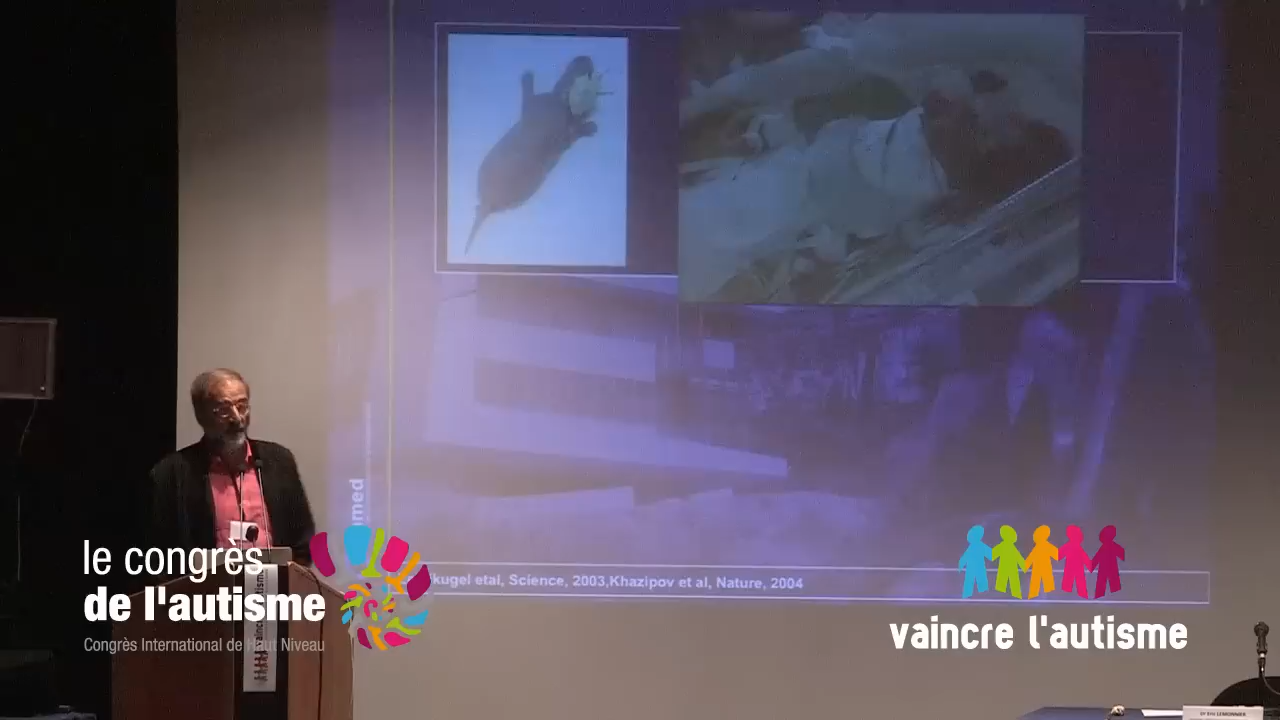 kugel etal, Science, 2003,Khazipov et al, Nature, 2004
le congrès
de l'autisme
Congrès International de Haut Niveau
vaincre l'autisme